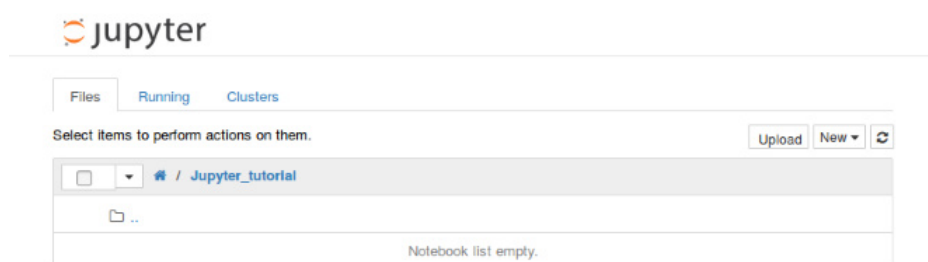 jupyter
Files Running Clusters
Select items to perform actions on them.
Upload New
/ Jupyter_tutorial
..
Notebook list empty.